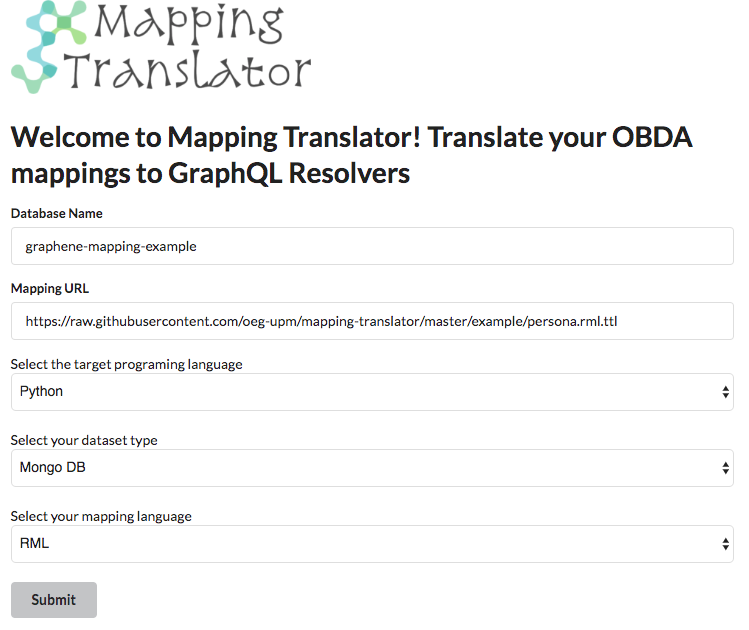 Mapping
Translator
Welcome to Mapping Translator! Translate your OBDA
mappings to GraphQL Resolvers
Database Name
graphene-mapping-example
Mapping URL
https://raw.githubusercontent.com/oeg-upm/mapping-translator/master/example/persona.rml.ttl
Select the target programing language
Python
Select your dataset type
Mongo DB
Select your mapping language
RML
Submit